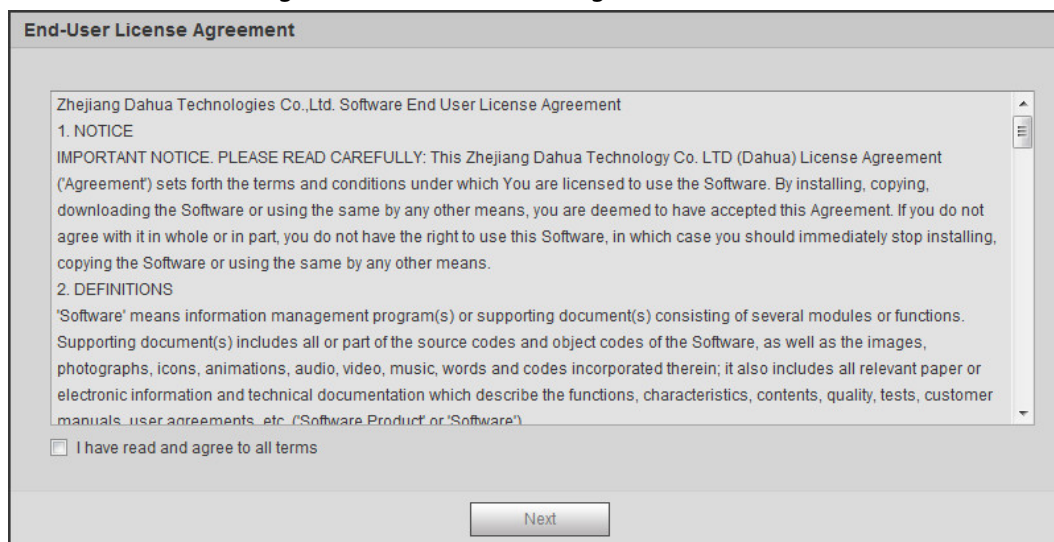 End-User License Agreement
Zhejiang Dahua Technologies Co.,Ltd. Software End User License Agreement
1. NOTICE
IMPORTANT NOTICE. PLEASE READ CAREFULLY: This Zhejiang Dahua Technology Co. LTD (Dahua) License Agreement
('Agreement') sets forth the terms and conditions under which You are licensed to use the Software. By installing, copying,
downloading the Software or using the same by any other means, you are deemed to have accepted this Agreement. If you do not
agree with it in whole or in part, you do not have the right to use this Software, in which case you should immediately stop installing,
copying the Software or using the same by any other means.
2. DEFINITIONS
'Software' means information management program(s) or supporting document(s) consisting of several modules or functions.
Supporting document(s) includes all or part of the source codes and object codes of the Software, as well as the images,
photographs, icons, animations, audio, video, music, words and codes incorporated therein; it also includes all relevant paper or
electronic information and technical documentation which describe the functions, characteristics, contents, quality, tests, customer
manuals, user agreements, etc. ('Software Product' or 'Software')
I have read and agree to all terms
Next